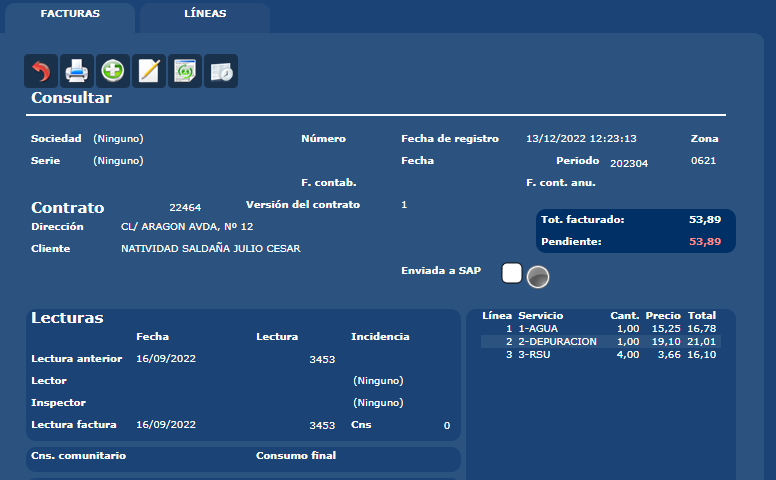 FACTURAS LÍNEAS
Consultar
Sociedad (Ninguno) Número Fecha de registro 13/12/2022 12:23:13 Zona
Serie (Ninguno) Fecha Periodo 202304 0621
F. contab. F. cont. anu.
Contrato 22464 Versión del contrato 1
Dirección CL/ ARAGON AVDA, Nº 12
Tot. facturado: 53,89
Cliente NATIVIDAD SALDAÑA JULIO CESAR
Pendiente: 53,89
Enviada a SAP
Lecturas
Fecha Lectura Incidencia
Lectura anterior 16/09/2022 3453
Lector (Ninguno)
Inspector (Ninguno)
Lectura factura 16/09/2022 3453 Cns 0
Cns. comunitario Consumo final
Línea Servicio Cant. Precio Total
1 1-AGUA 1,00 15,25 16,78
2 2-DEPURACION 1,00 19,10 21,01
3 3-RSU 4,00 3,66 16,10